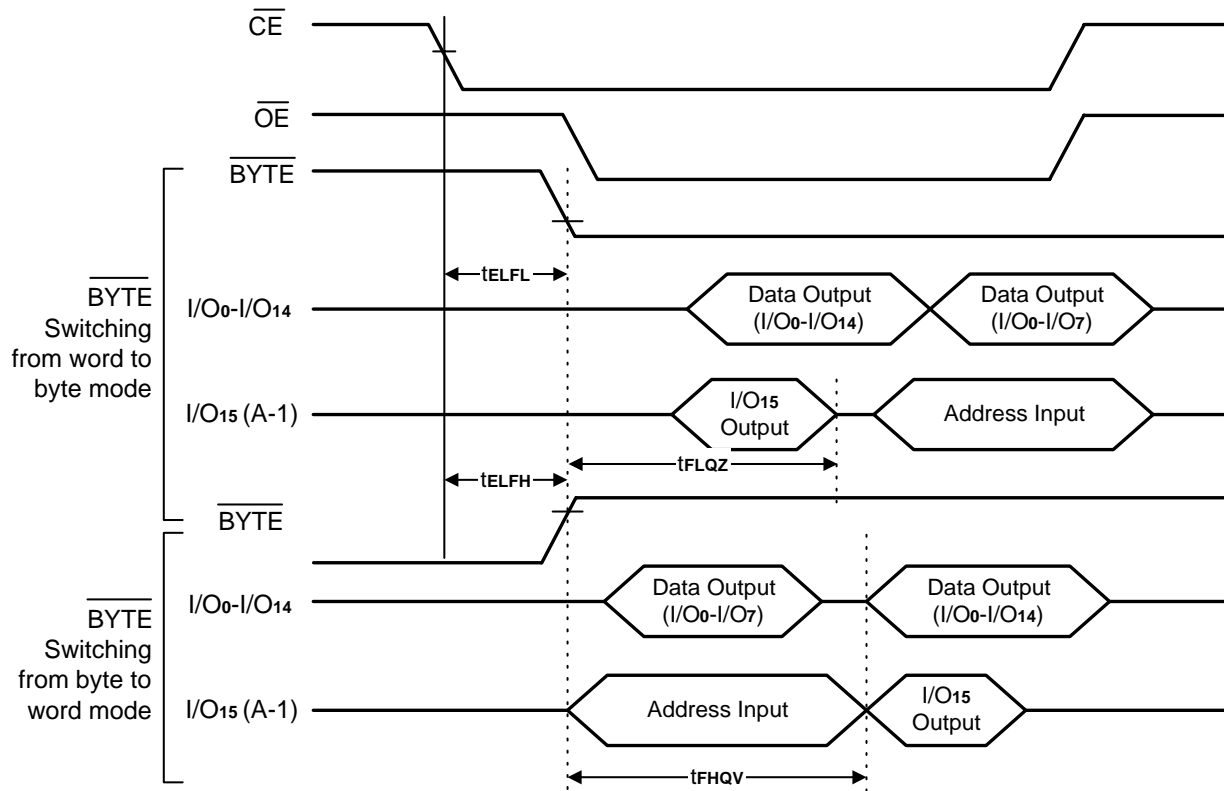 CE
OE
BYTE
BYTE
Switching
from word to
byte mode
tELFL
I/O0-I/O14
Data Output
(I/O0-I/O14)
Data Output
(I/O0-I/O7)
I/O15 (A-1)
I/O15
Output
Address Input
tELFH
tFLQZ
BYTE
BYTE
Switching
from byte to
word mode
I/O0-I/O14
Data Output
(I/O0-I/O7)
Data Output
(I/O0-I/O14)
I/O15 (A-1)
Address Input
I/O15
Output
tFHQV